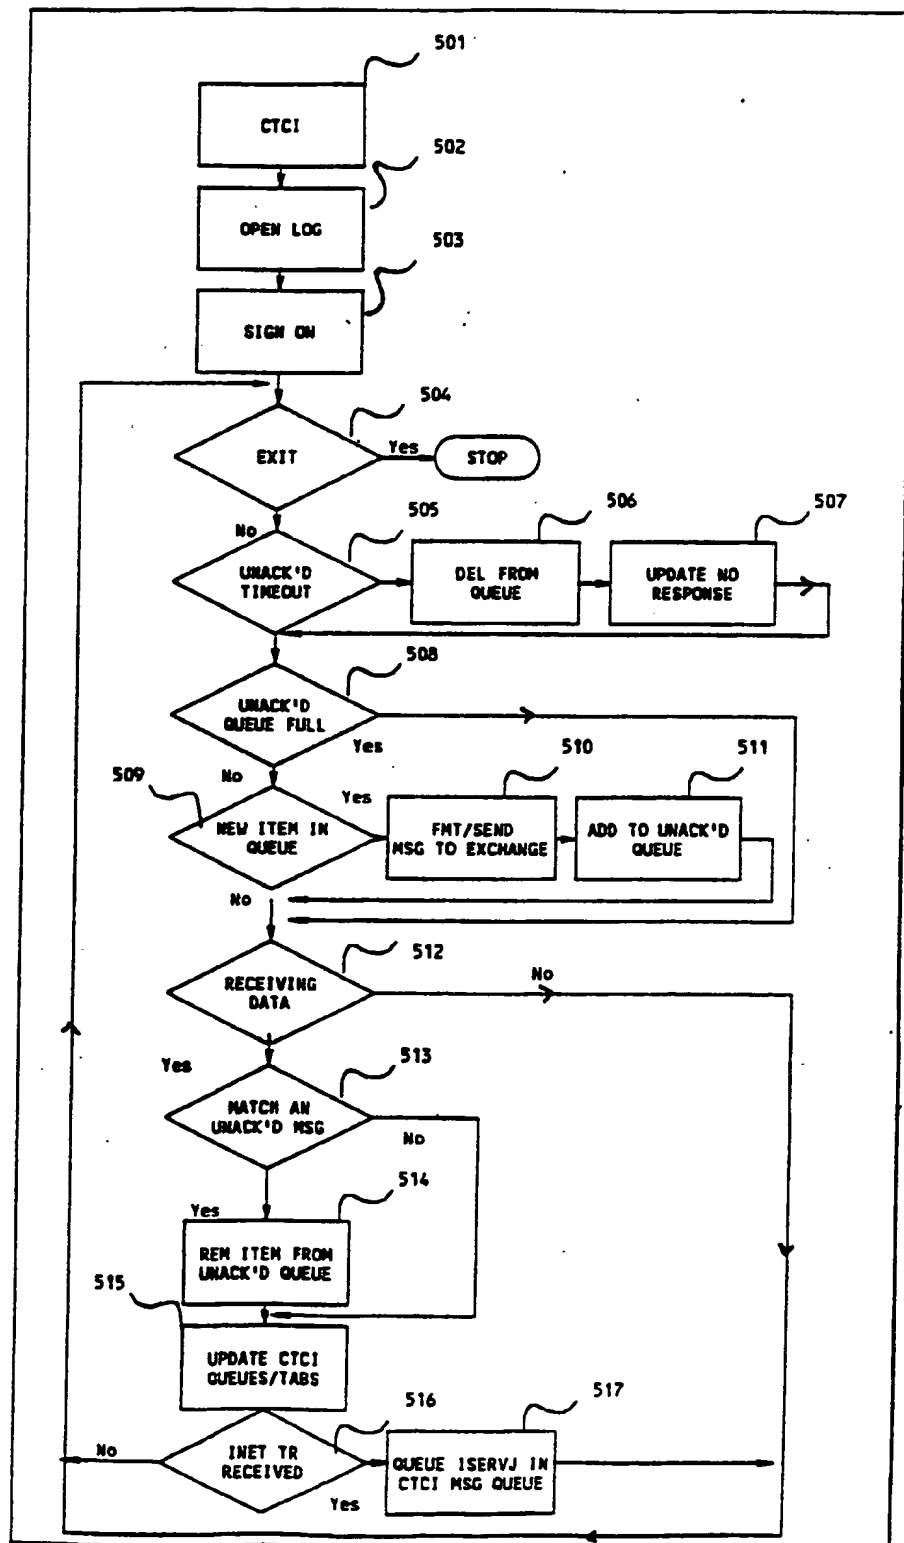 501
CTCI
502
OPEN LOG
503
SIGN ON
504
EXIT
Yes
STOP
No
505
506
507
UNACK'D
TIMEOUT
DEL FROM
QUEUE
UPDATE NO
RESPONSE
508
UNACK'D
QUEUE FULL
Yes
No
509
510
511
NEW ITEM IN
QUEUE
Yes
FMT/SEND
MSG TO EXCHANGE
ADD TO UNACK'D
QUEUE
No
512
RECEIVING
DATA
No
Yes
513
MATCH AN
UNACK'D MSG
No
514
Yes
REM ITEM FROM
UNACK'D QUEUE
515
UPDATE CTCI
QUEUES/TABS
516
517
No
INET TR
RECEIVED
Yes
QUEUE ISERVJ IN
CTCI MSG QUEUE